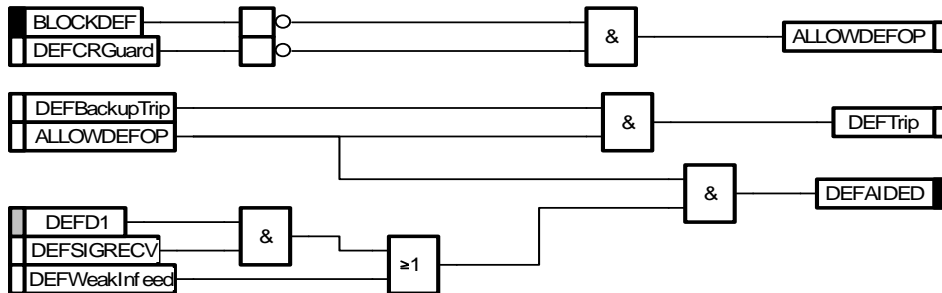 BLOCKDEF
DEFCRGuard
&
ALLOWDEFOP
DEFBackupTrip
ALLOWDEFOP
&
DEFTrip
&
DEFAIDED
DEFD1
DEFSIGRECV
DEFWeakInfeed
&
≥1